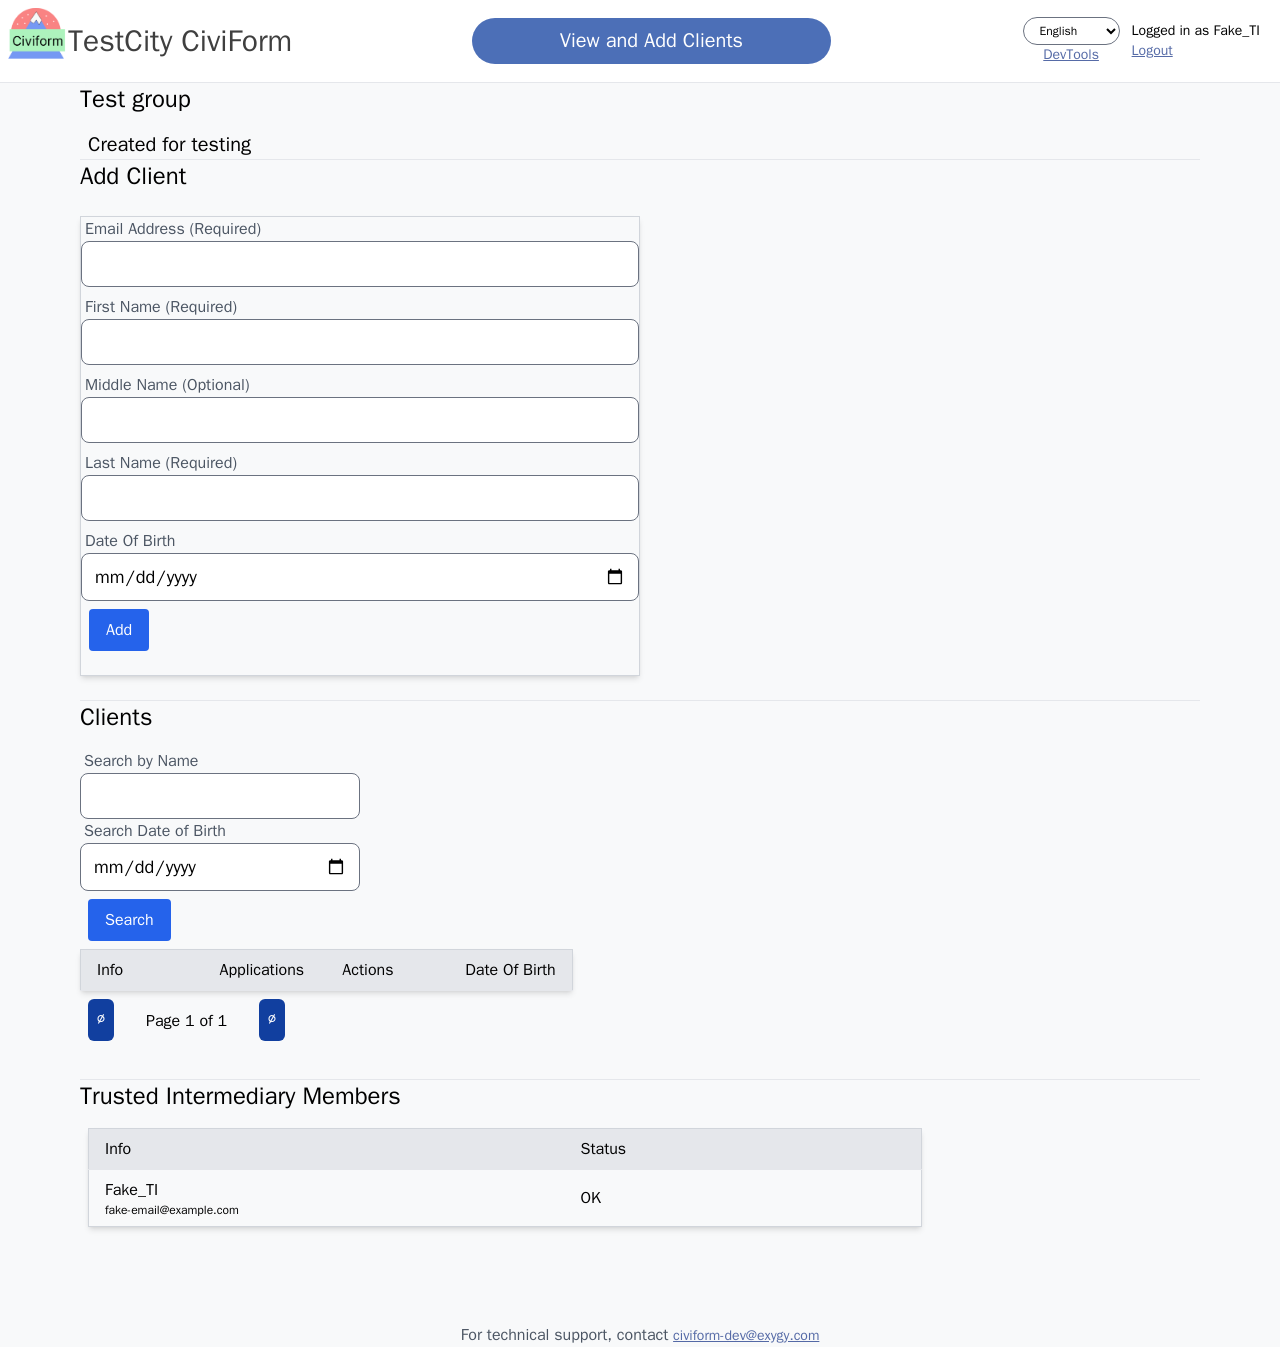 Civiform
TestCity CiviForm
View and Add Clients
English
DevTools
Logged in as Fake_TI
Logout
Test group
Created for testing
Add Client
Email Address (Required)
First Name (Required)
Middle Name (Optional)
Last Name (Required)
Date Of Birth
mm/dd/yyyy
Add
Clients
Search by Name
Search Date of Birth
mm/dd/yyyy
Search
Info Applications Actions Date Of Birth
∅ Page 1 of 1 ∅
Trusted Intermediary Members
Info Status
Fake_TI OK
fake-email@example.com
For technical support, contact civiform-dev@exygy.com